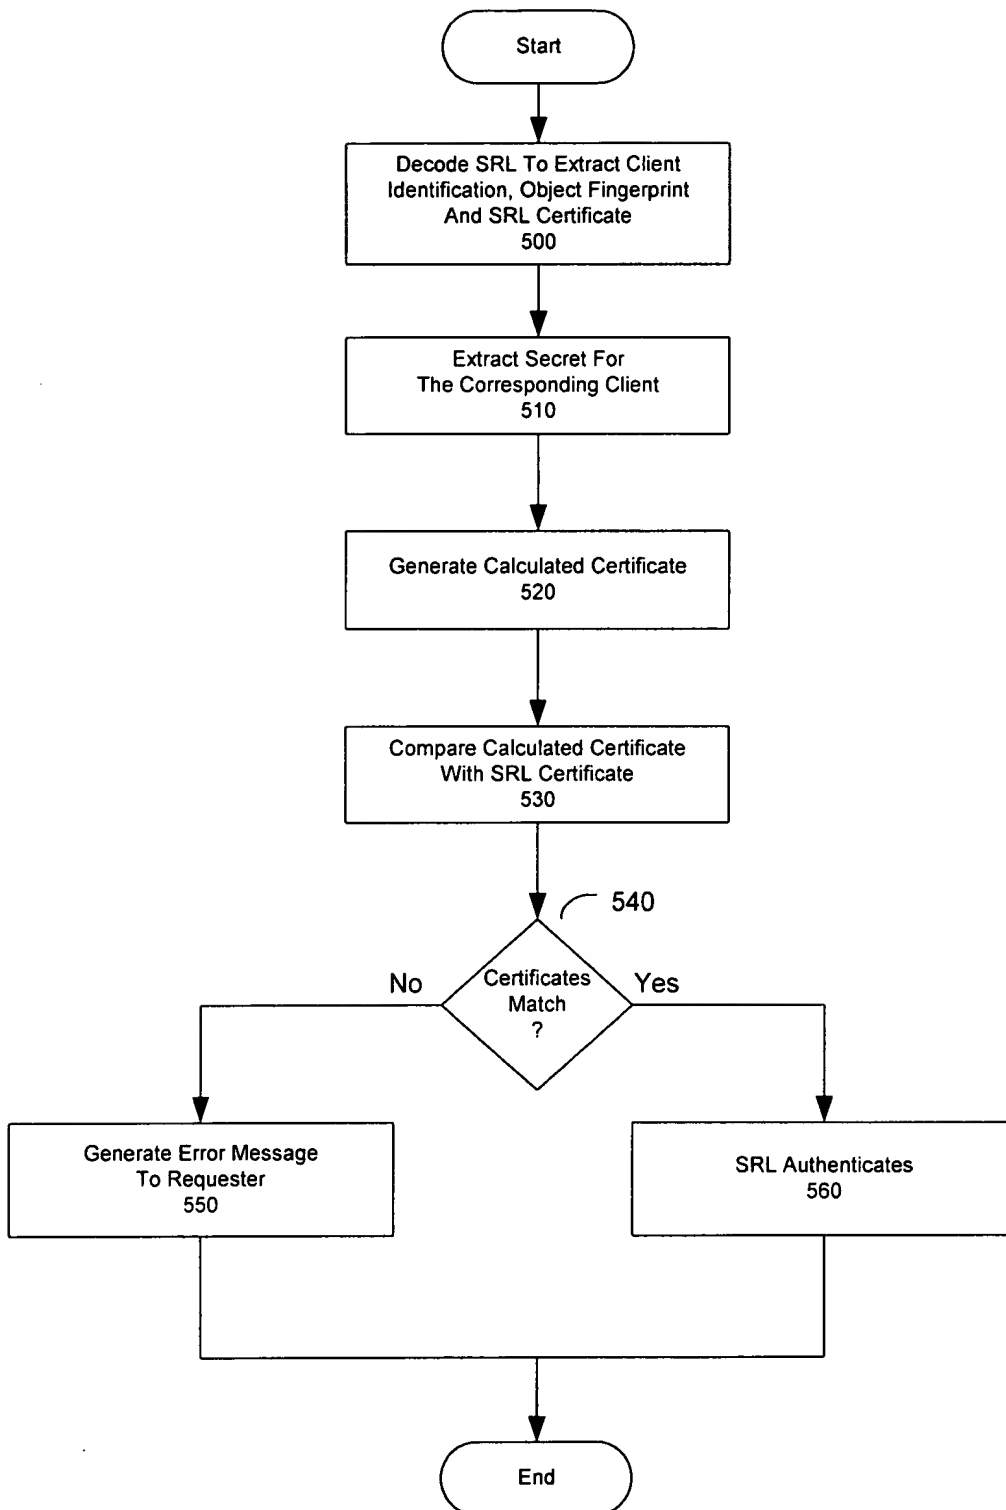 Start
Decode SRL To Extract Client
Identification, Object Fingerprint
And SRL Certificate
500
Extract Secret For
The Corresponding Client
510
Generate Calculated Certificate
520
Compare Calculated Certificate
With SRL Certificate
530
540
Certificates
Match
?
No
Yes
Generate Error Message
To Requester
550
SRL Authenticates
560
End